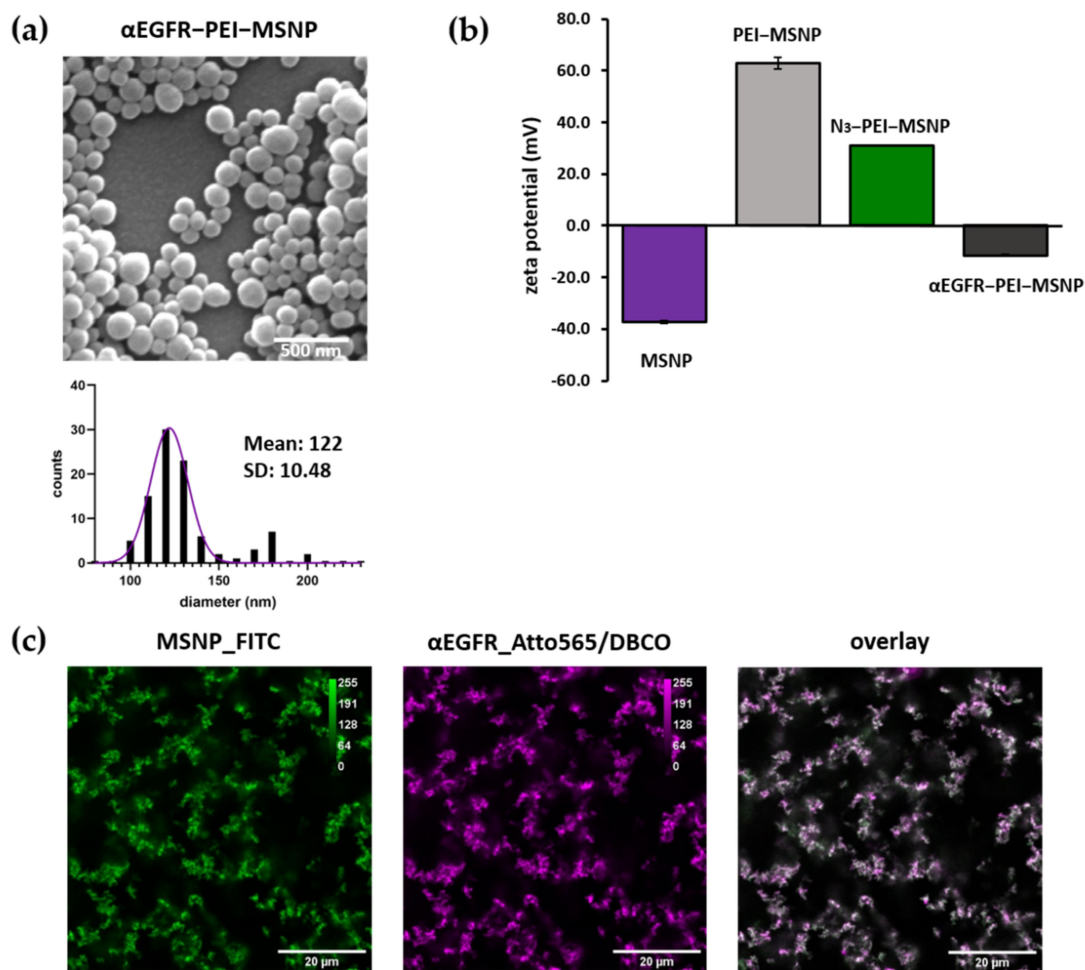 (a)
αEGFR–PEI–MSNP
500 nm
40
30
20
10
0
counts
Mean: 122
SD: 10.48
100
150
200
diameter (nm)
(b)
80.0
60.0
40.0
20.0
0.0
-20.0
-40.0
-60.0
zeta potential (mV)
PEI–MSNP
N₃–PEI–MSNP
αEGFR–PEI–MSNP
MSNP
(c)
MSNP_FITC
255
191
128
64
0
20 µm
αEGFR_Atto565/DBCO
255
191
128
64
0
20 µm
overlay
20 µm